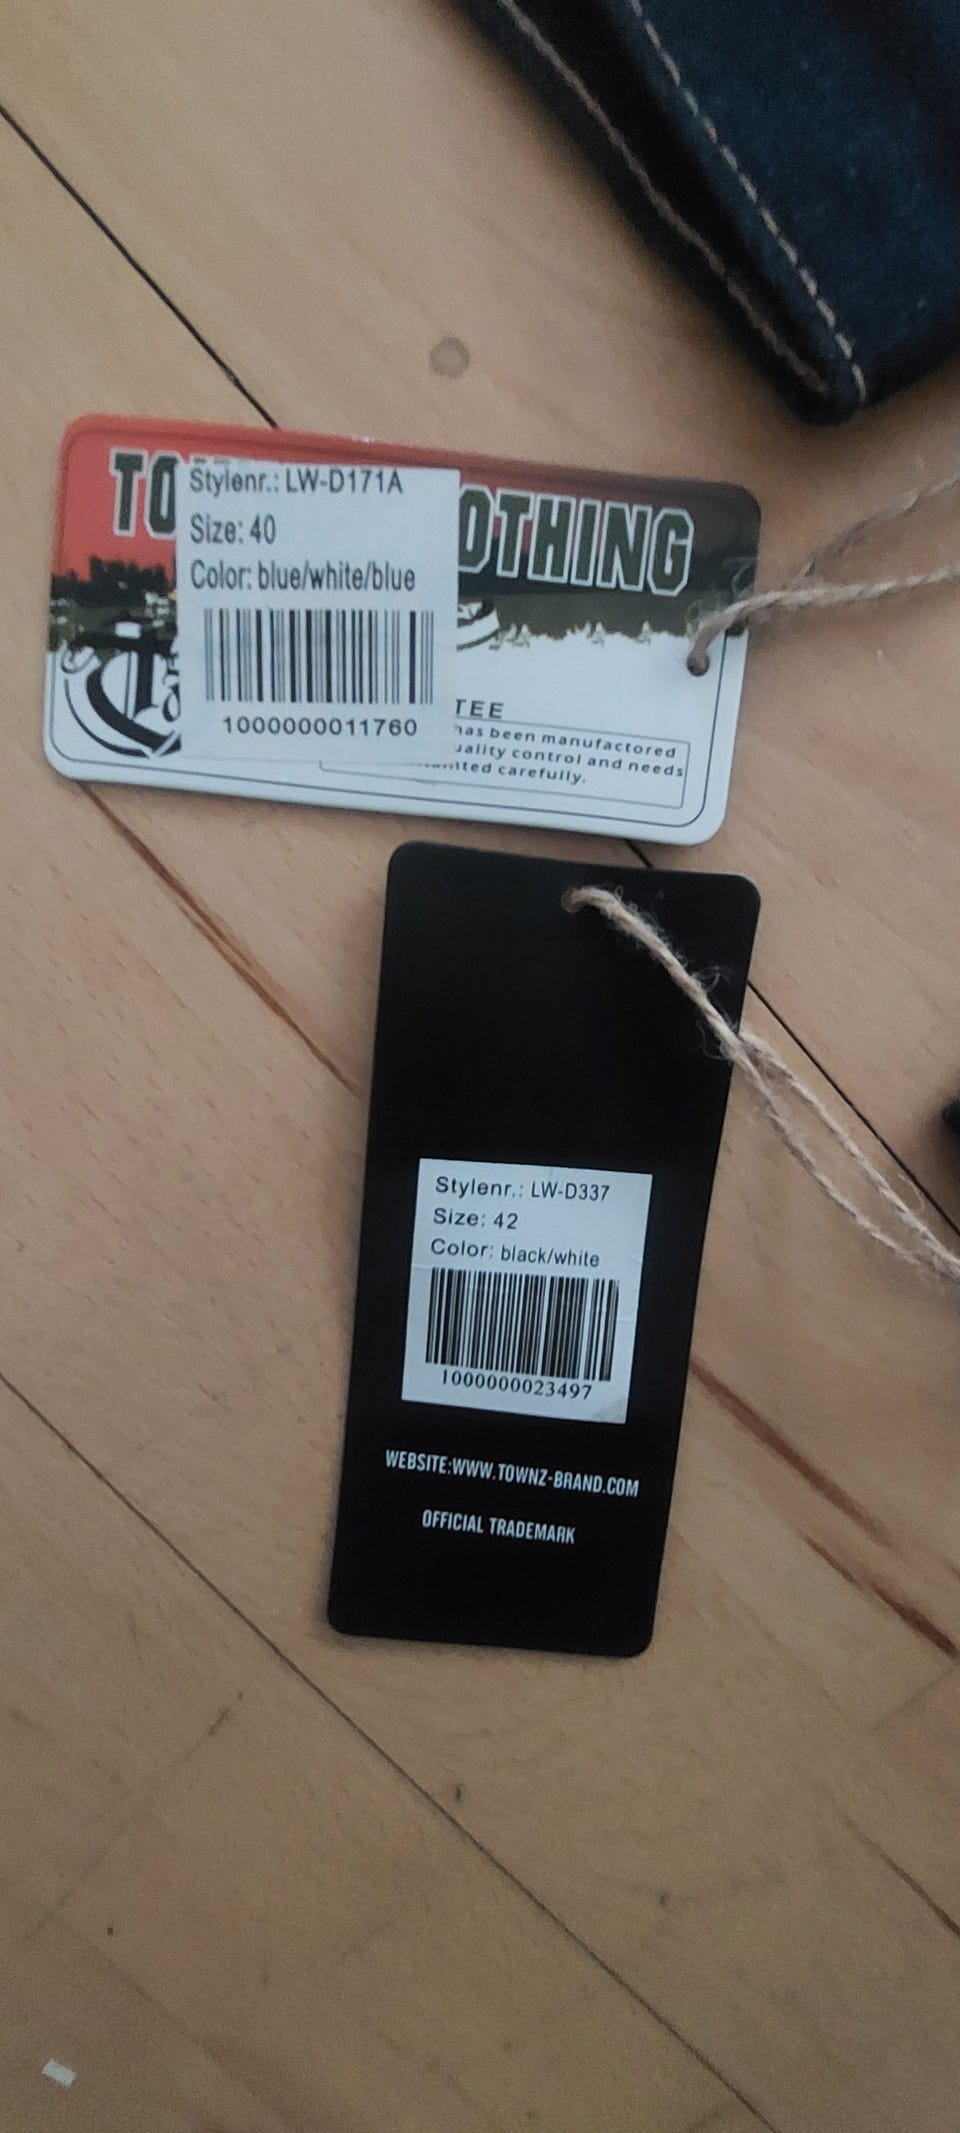 OTHING
Stylenr.: LW-D171A
Size: 40
Color: blue/white/blue
1000000011760
TEE
has been manufactored
uality control and needs
carefully.
Stylenr.: LW-D337
Size: 42
Color: black/white
1000000023497
WEBSITE:WWW.TOWNZ-BRAND.COM
OFFICIAL TRADEMARK